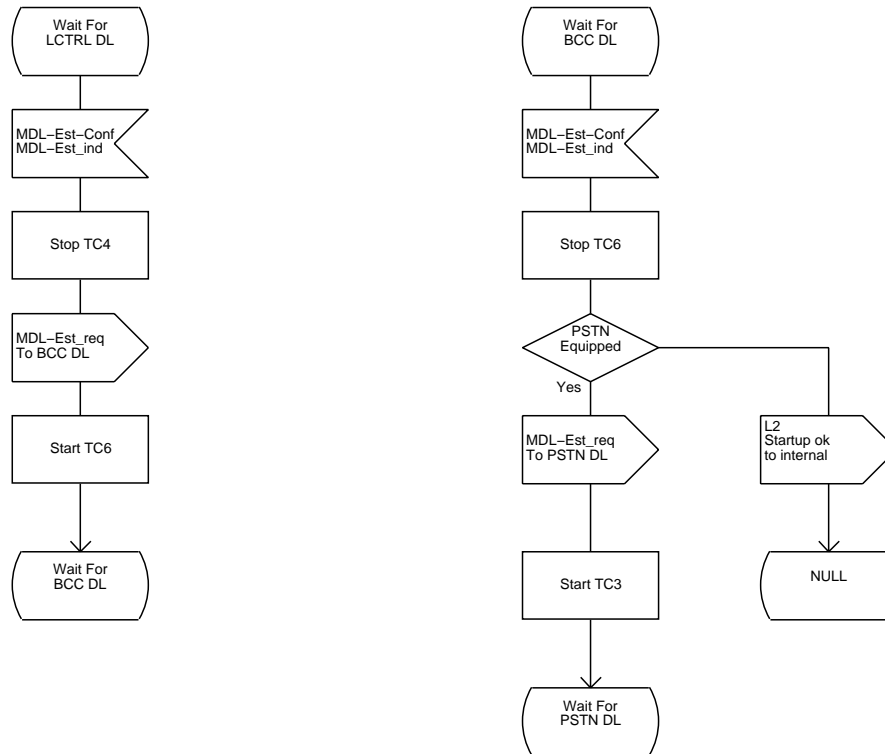 Wait For
LCTRL DL
MDL−Est−Conf
MDL−Est_ind
Stop TC4
MDL−Est_req
To BCC DL
Start TC6
Wait For
BCC DL
Wait For
BCC DL
MDL−Est−Conf
MDL−Est_ind
Stop TC6
PSTN
Equipped
Yes
MDL−Est_req
To PSTN DL
Start TC3
Wait For
PSTN DL
L2
Startup ok
to internal
NULL